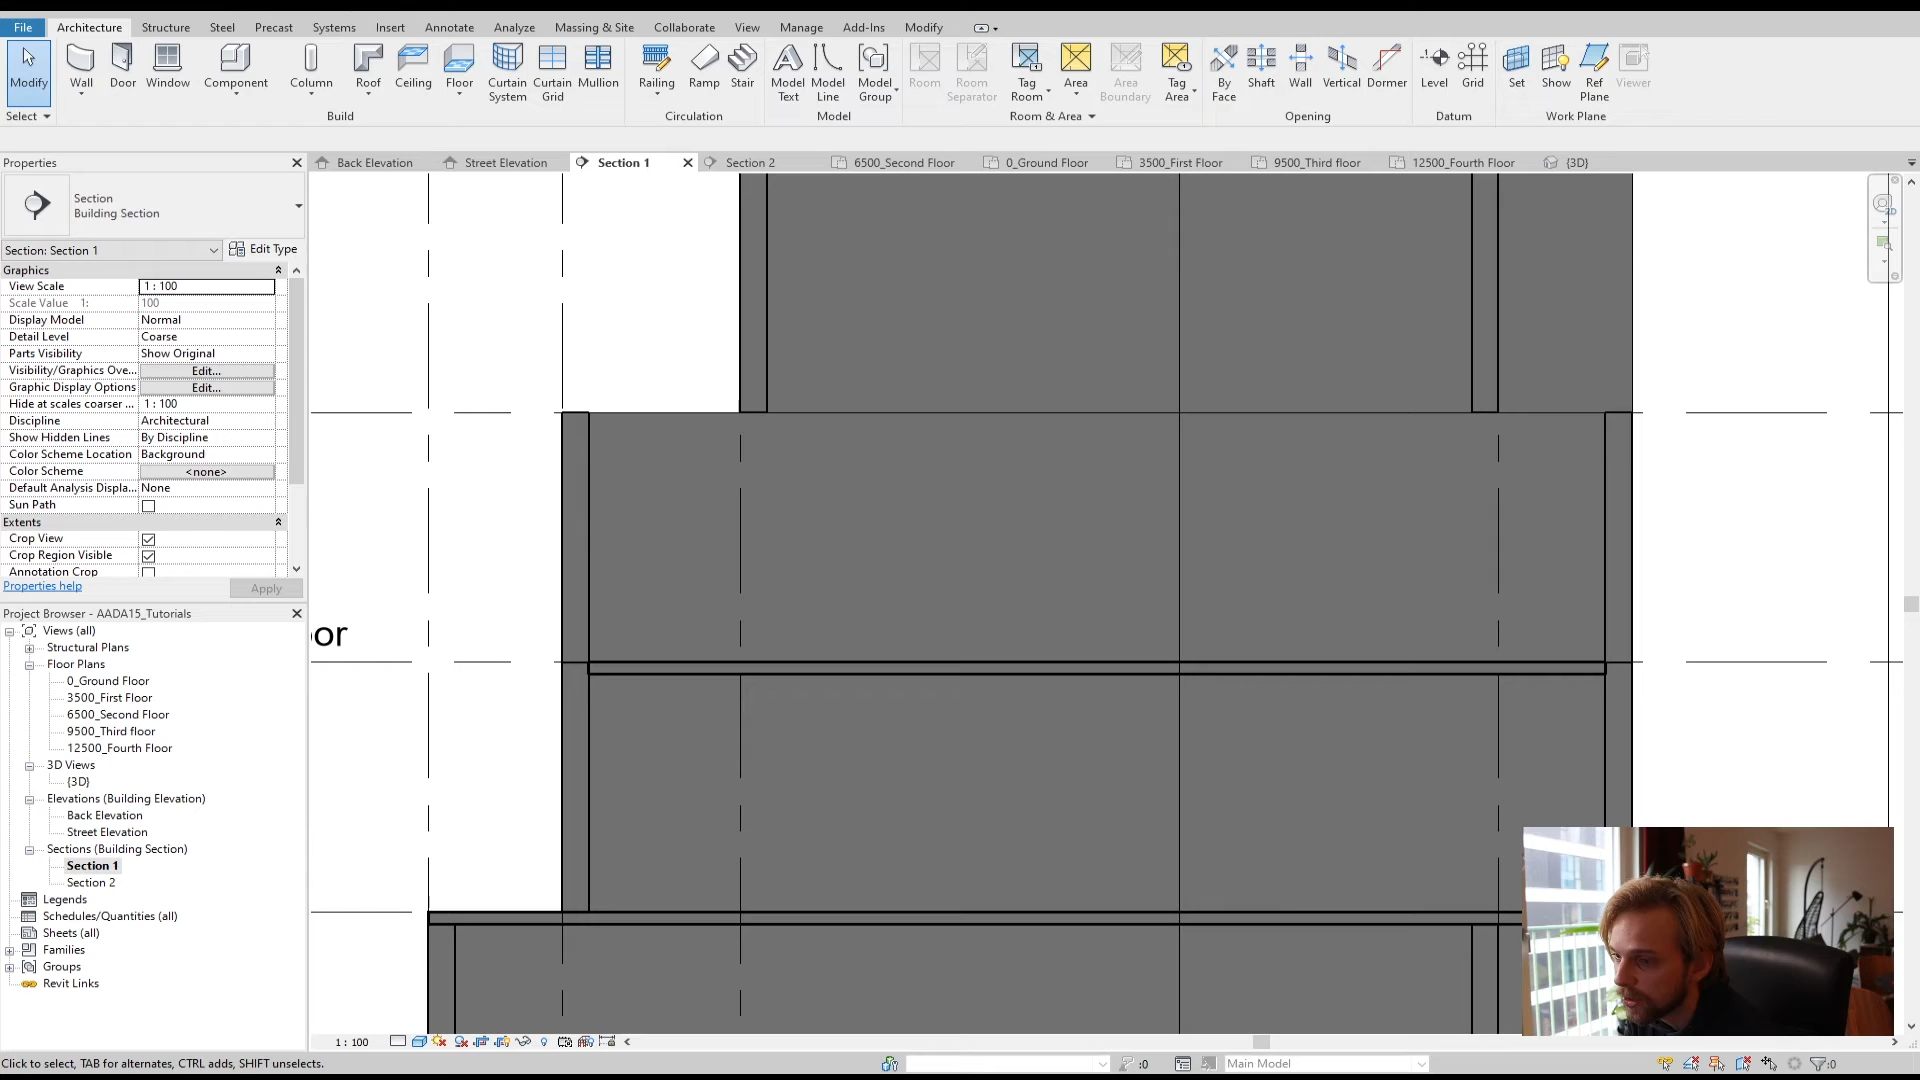 File Architecture Structure Steel Precast Systems Insert Annotate Analyze Massing & Site Collaborate View Manage Add-Ins Modify
Modify Wall Door Window Component Column Roof Ceiling Floor Curtain System Curtain Grid Mullion Railing Ramp Stair Model Text Model Line Model Group Room Room Separator Tag Room Area Area Boundary Tag Area By Face Shaft Wall Vertical Dormer Level Grid Set Show Ref Plane Viewer
Select Build Circulation Model Room & Area Opening Datum Work Plane
Properties
Back Elevation Street Elevation Section 1 Section 2 6500_Second Floor 0_Ground Floor 3500_First Floor 9500_Third floor 12500_Fourth Floor {3D}
Section
Building Section
Section: Section 1 Edit Type
Graphics
View Scale 1 : 100
Scale Value 1: 100
Display Model Normal
Detail Level Coarse
Parts Visibility Show Original
Visibility/Graphics Ove... Edit...
Graphic Display Options Edit...
Hide at scales coarser ... 1 : 100
Discipline Architectural
Show Hidden Lines By Discipline
Color Scheme Location Background
Color Scheme <none>
Default Analysis Displa... None
Sun Path
Extents
Crop View
Crop Region Visible
Annotation Crop
Properties help Apply
Project Browser - AADA15_Tutorials
Views (all)
Structural Plans
Floor Plans
0_Ground Floor
3500_First Floor
6500_Second Floor
9500_Third floor
12500_Fourth Floor
3D Views
{3D}
Elevations (Building Elevation)
Back Elevation
Street Elevation
Sections (Building Section)
Section 1
Section 2
Legends
Schedules/Quantities (all)
Sheets (all)
Families
Groups
Revit Links
or
2D
1 : 100
Click to select, TAB for alternates, CTRL adds, SHIFT unselects. :0 Main Model :0